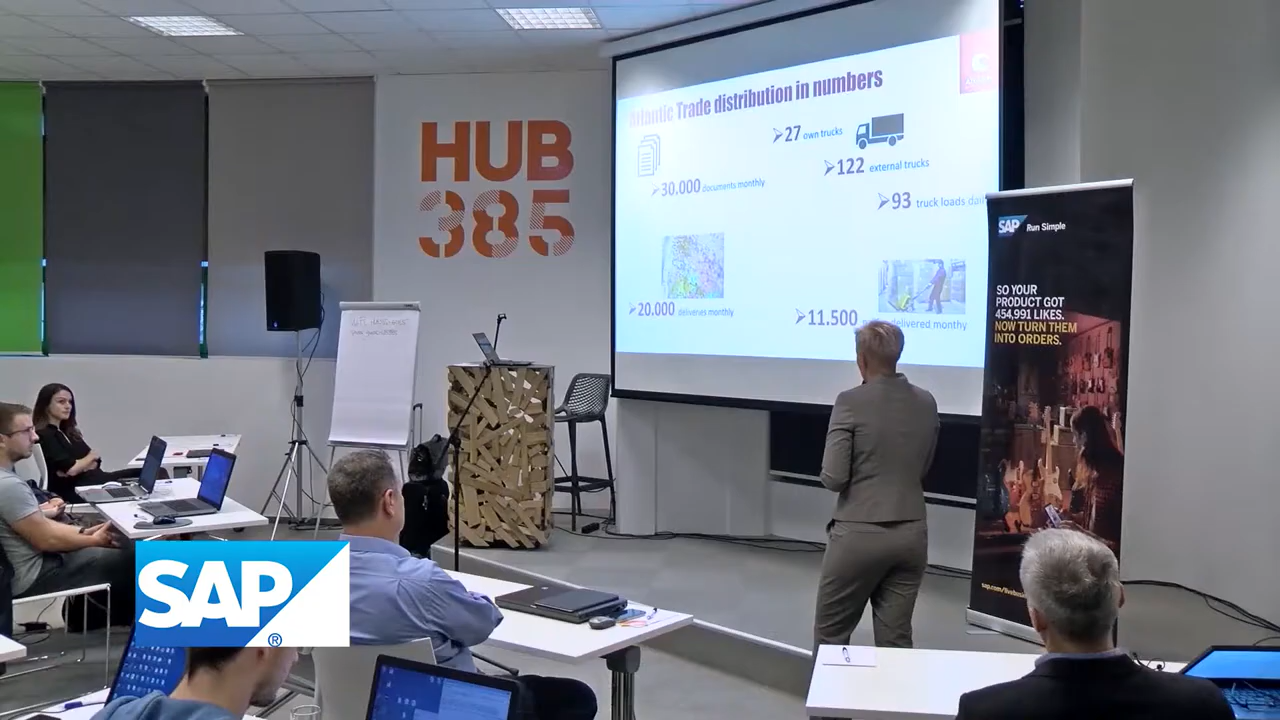 HUB
385
Atlantic Trade distribution in numbers
➢27 own trucks
➢122 external trucks
➢30.000 documents monthly
➢93 truck loads
➢20.000 deliveries monthly
➢11.500 delivered monthy
SAP Run Simple
SO YOUR
PRODUCT GOT
454,991 LIKES.
NOW TURN THEM
INTO ORDERS.
SAP®